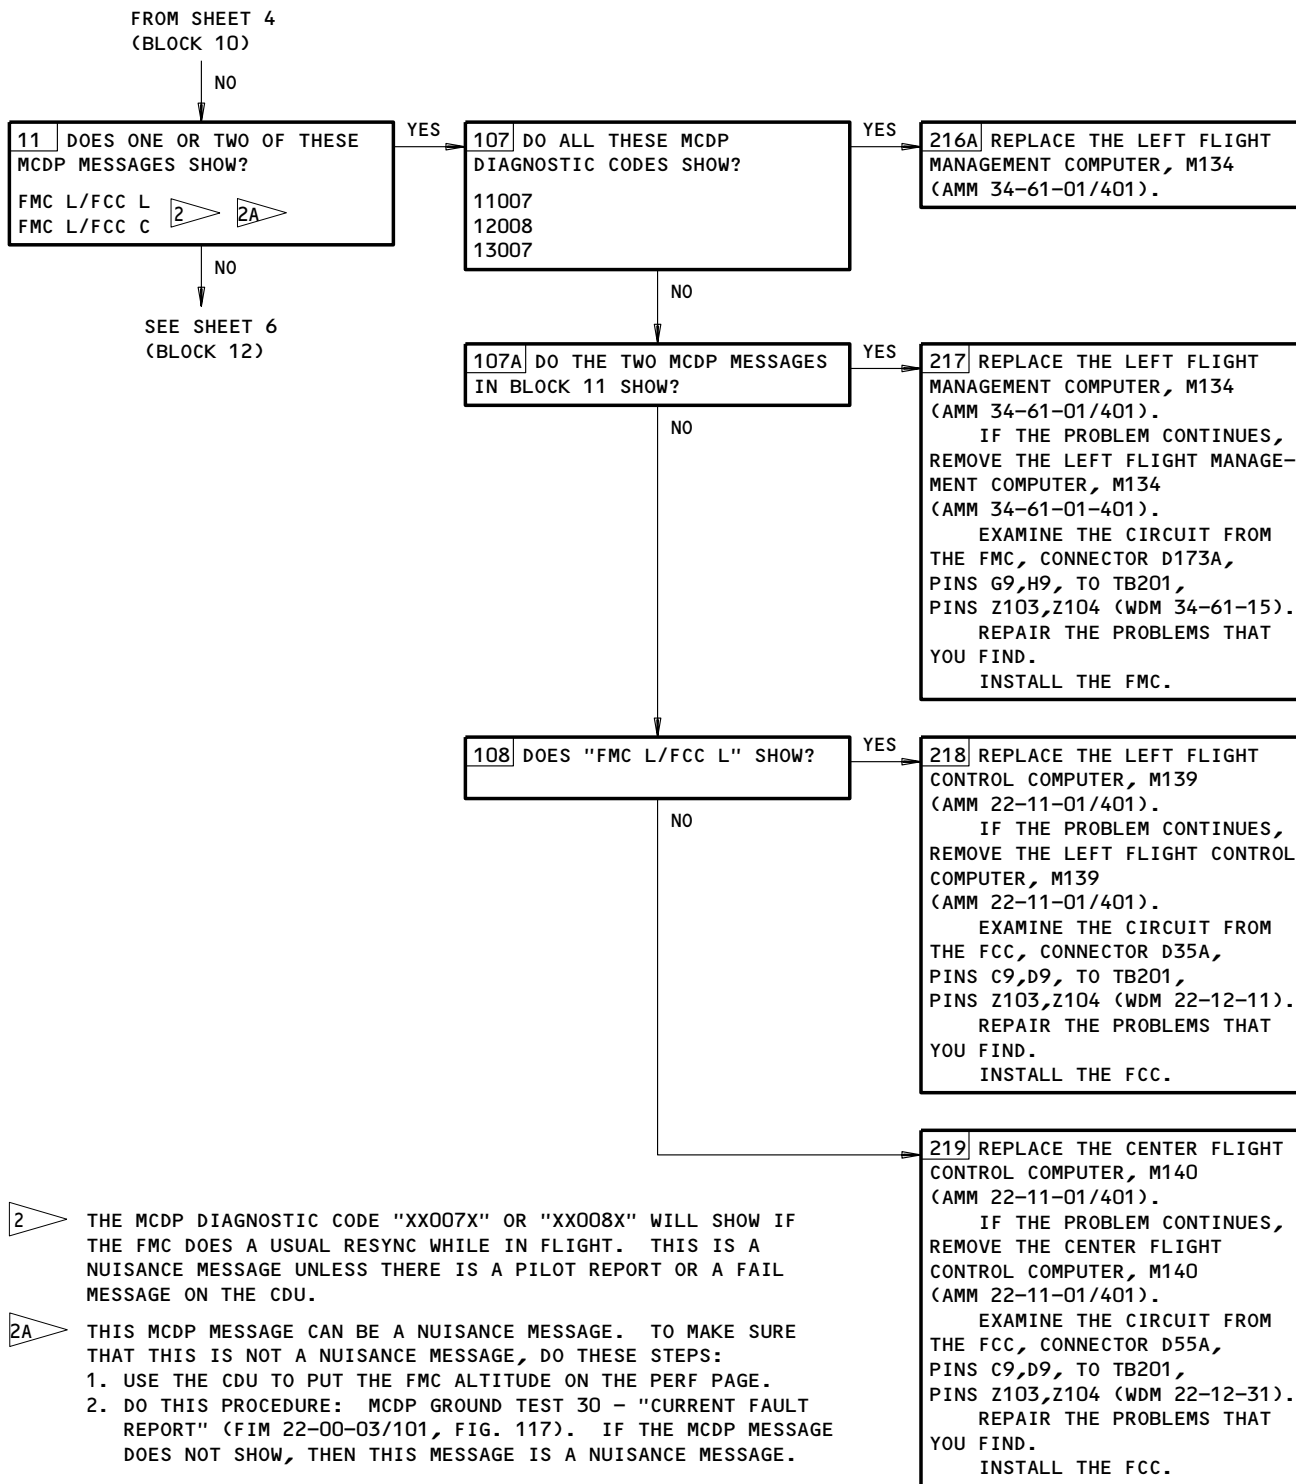 FROM SHEET 4
(BLOCK 10)
NO
11 DOES ONE OR TWO OF THESE
MCDP MESSAGES SHOW?
FMC L/FCC L
FMC L/FCC C
2 2A
YES
NO
SEE SHEET 6
(BLOCK 12)
107 DO ALL THESE MCDP
DIAGNOSTIC CODES SHOW?
11007
12008
13007
YES
NO
216A REPLACE THE LEFT FLIGHT
MANAGEMENT COMPUTER, M134
(AMM 34-61-01/401).
107A DO THE TWO MCDP MESSAGES
IN BLOCK 11 SHOW?
YES
NO
217 REPLACE THE LEFT FLIGHT
MANAGEMENT COMPUTER, M134
(AMM 34-61-01/401).
IF THE PROBLEM CONTINUES,
REMOVE THE LEFT FLIGHT MANAGE-
MENT COMPUTER, M134
(AMM 34-61-01-401).
EXAMINE THE CIRCUIT FROM
THE FMC, CONNECTOR D173A,
PINS G9,H9, TO TB201,
PINS Z103,Z104 (WDM 34-61-15).
REPAIR THE PROBLEMS THAT
YOU FIND.
INSTALL THE FMC.
108 DOES "FMC L/FCC L" SHOW?
YES
NO
218 REPLACE THE LEFT FLIGHT
CONTROL COMPUTER, M139
(AMM 22-11-01/401).
IF THE PROBLEM CONTINUES,
REMOVE THE LEFT FLIGHT CONTROL
COMPUTER, M139
(AMM 22-11-01/401).
EXAMINE THE CIRCUIT FROM
THE FCC, CONNECTOR D35A,
PINS C9,D9, TO TB201,
PINS Z103,Z104 (WDM 22-12-11).
REPAIR THE PROBLEMS THAT
YOU FIND.
INSTALL THE FCC.
219 REPLACE THE CENTER FLIGHT
CONTROL COMPUTER, M140
(AMM 22-11-01/401).
IF THE PROBLEM CONTINUES,
REMOVE THE CENTER FLIGHT
CONTROL COMPUTER, M140
(AMM 22-11-01/401).
EXAMINE THE CIRCUIT FROM
THE FCC, CONNECTOR D55A,
PINS C9,D9, TO TB201,
PINS Z103,Z104 (WDM 22-12-31).
REPAIR THE PROBLEMS THAT
YOU FIND.
INSTALL THE FCC.
2 THE MCDP DIAGNOSTIC CODE "XX007X" OR "XX008X" WILL SHOW IF
THE FMC DOES A USUAL RESYNC WHILE IN FLIGHT. THIS IS A
NUISANCE MESSAGE UNLESS THERE IS A PILOT REPORT OR A FAIL
MESSAGE ON THE CDU.
2A THIS MCDP MESSAGE CAN BE A NUISANCE MESSAGE. TO MAKE SURE
THAT THIS IS NOT A NUISANCE MESSAGE, DO THESE STEPS:
1. USE THE CDU TO PUT THE FMC ALTITUDE ON THE PERF PAGE.
2. DO THIS PROCEDURE: MCDP GROUND TEST 30 - "CURRENT FAULT
REPORT" (FIM 22-00-03/101, FIG. 117). IF THE MCDP MESSAGE
DOES NOT SHOW, THEN THIS MESSAGE IS A NUISANCE MESSAGE.